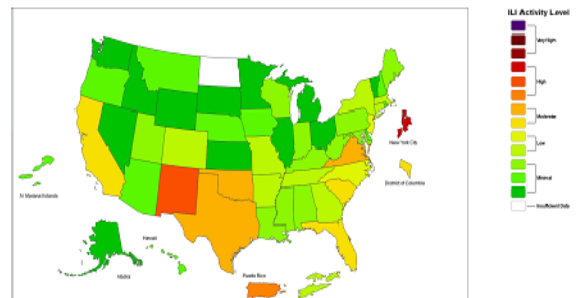 ILI Activity Level
Very High
High
Moderate
Low
Minimal
Insufficient Data
New York City
District of Columbia
N. Mariana Islands
Hawaii
Alaska
Puerto Rico